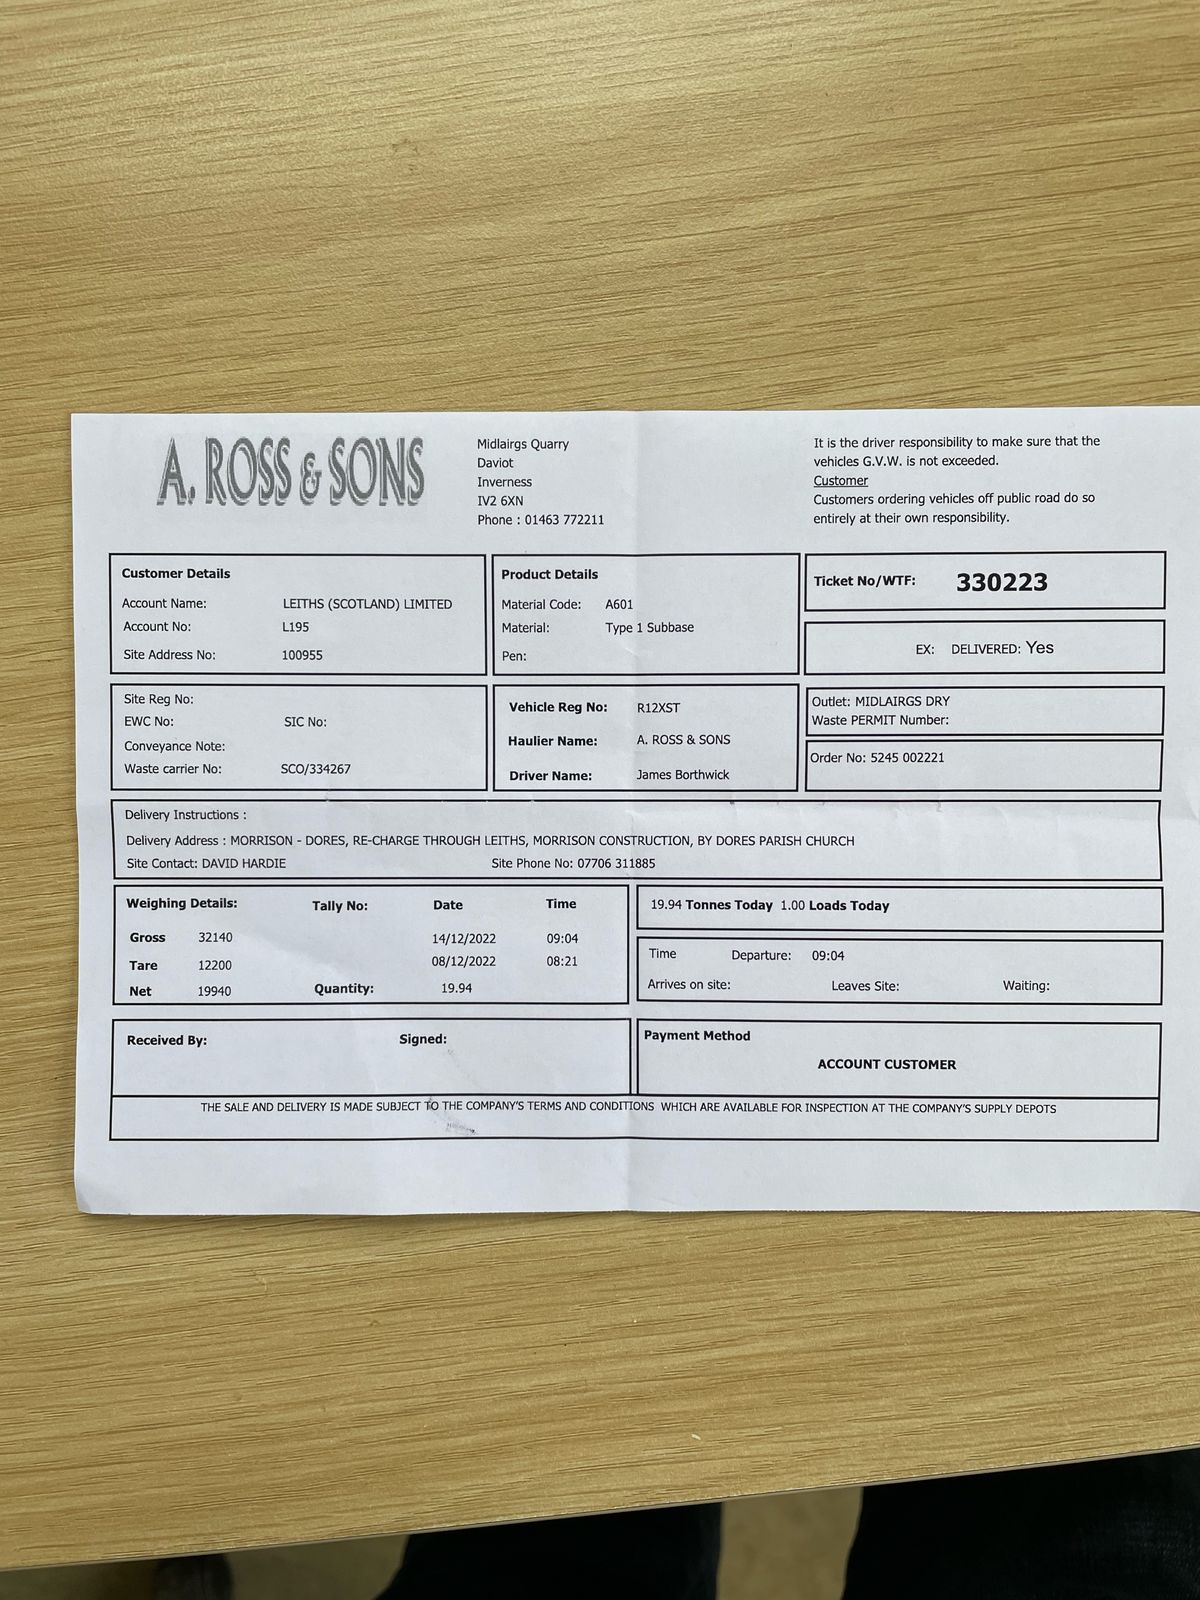 A. ROSS & SONS
Midlairgs Quarry
Daviot
Inverness
IV2 6XN
Phone : 01463 772211
It is the driver responsibility to make sure that the
vehicles G.V.W. is not exceeded.
Customer
Customers ordering vehicles off public road do so
entirely at their own responsibility.
Customer Details
Account Name: LEITHS (SCOTLAND) LIMITED
Account No: L195
Site Address No: 100955
Product Details
Material Code: A601
Material: Type 1 Subbase
Pen:
Ticket No/WTF: 330223
EX: DELIVERED: Yes
Site Reg No:
EWC No: SIC No:
Conveyance Note:
Waste carrier No: SCO/334267
Vehicle Reg No: R12XST
Haulier Name: A. ROSS & SONS
Driver Name: James Borthwick
Outlet: MIDLAIRGS DRY
Waste PERMIT Number:
Order No: 5245 002221
Delivery Instructions :
Delivery Address : MORRISON - DORES, RE-CHARGE THROUGH LEITHS, MORRISON CONSTRUCTION, BY DORES PARISH CHURCH
Site Contact: DAVID HARDIE Site Phone No: 07706 311885
Weighing Details: Tally No: Date Time
Gross 32140 14/12/2022 09:04
Tare 12200 08/12/2022 08:21
Net 19940 Quantity: 19.94
19.94 Tonnes Today 1.00 Loads Today
Time Departure: 09:04
Arrives on site: Leaves Site: Waiting:
Received By: Signed:
Payment Method
ACCOUNT CUSTOMER
THE SALE AND DELIVERY IS MADE SUBJECT TO THE COMPANY'S TERMS AND CONDITIONS WHICH ARE AVAILABLE FOR INSPECTION AT THE COMPANY'S SUPPLY DEPOTS